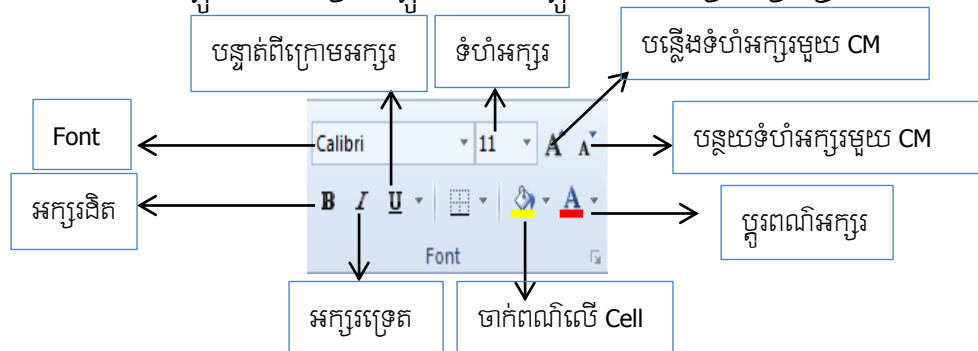 បន្ទាត់ពីក្រោមអក្សរ
ទំហំអក្សរ
បន្លើងទំហំអក្សរមួយ CM
Font
Calibri
11
A A
បន្ថយទំហំអក្សរមួយ CM
អក្សរដិត
B I U
A
ប្តូរពណ៌អក្សរ
Font
អក្សរទ្រេត
ចាក់ពណ៌លើ Cell